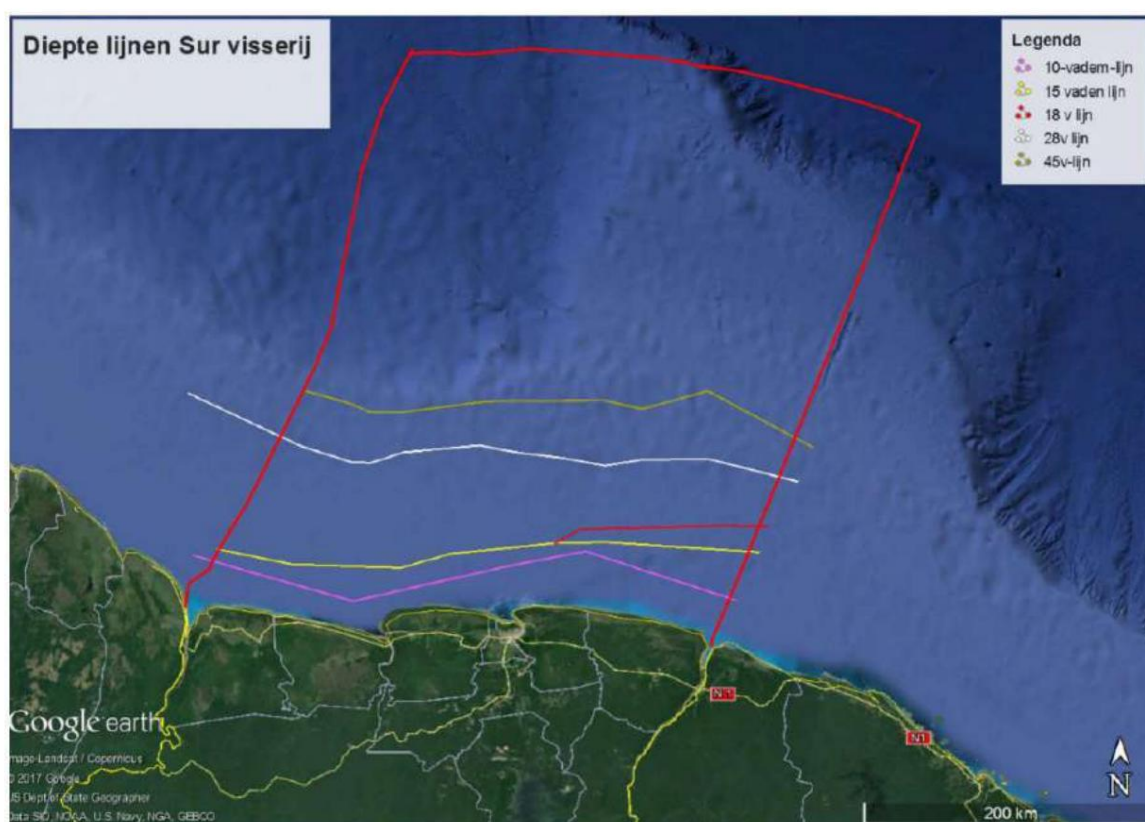 Diepte lijnen Sur visserij
Legenda
10-vadem-lijn
15 vaden lijn
18 v lijn
28v lijn
45v-lijn
N1
N1
Google earth
mage-Landsat / Copernicus
© 2017 Google
US Dept of State Geographer
Data SIO, NOAA, U.S. Navy, NGA, GEBCO
N
200 km